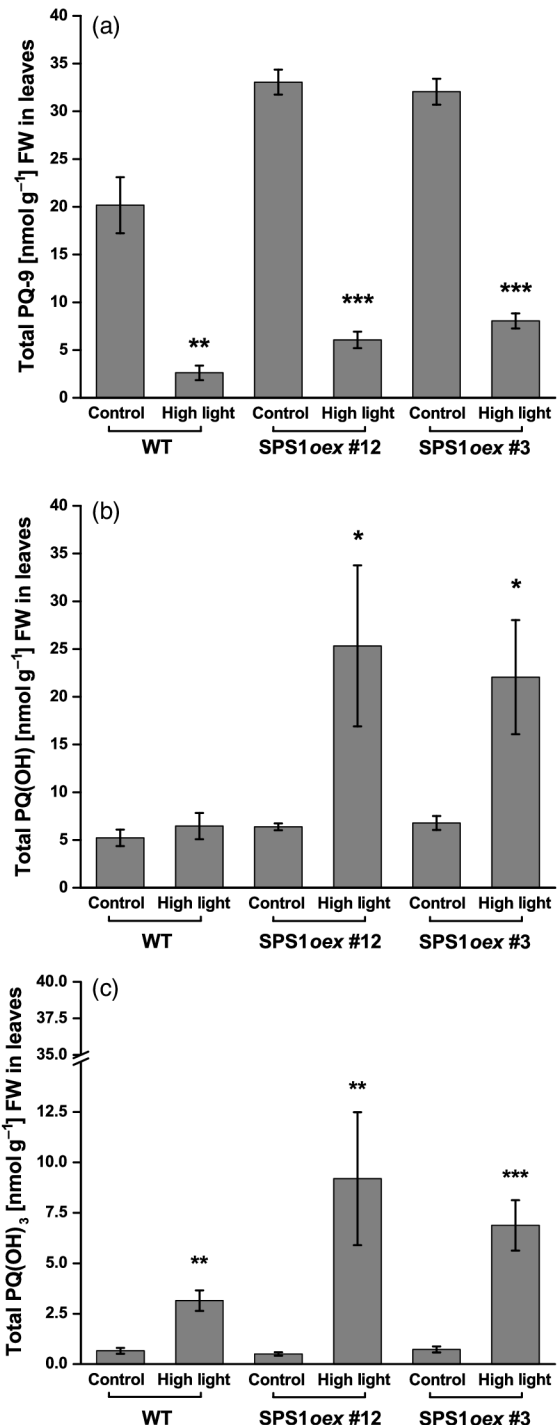 (a)
Total PQ-9 [nmol g⁻¹] FW in leaves
40
35
30
25
20
15
10
5
0
** *** ***
Control High light Control High light Control High light
WT SPS1oex #12 SPS1oex #3
(b)
Total PQ(OH) [nmol g⁻¹] FW in leaves
40
35
30
25
20
15
10
5
0
* *
Control High light Control High light Control High light
WT SPS1oex #12 SPS1oex #3
(c)
Total PQ(OH)₃ [nmol g⁻¹] FW in leaves
40.0
37.5
35.0
12.5
10.0
7.5
5.0
2.5
0.0
** ** ***
Control High light Control High light Control High light
WT SPS1oex #12 SPS1oex #3